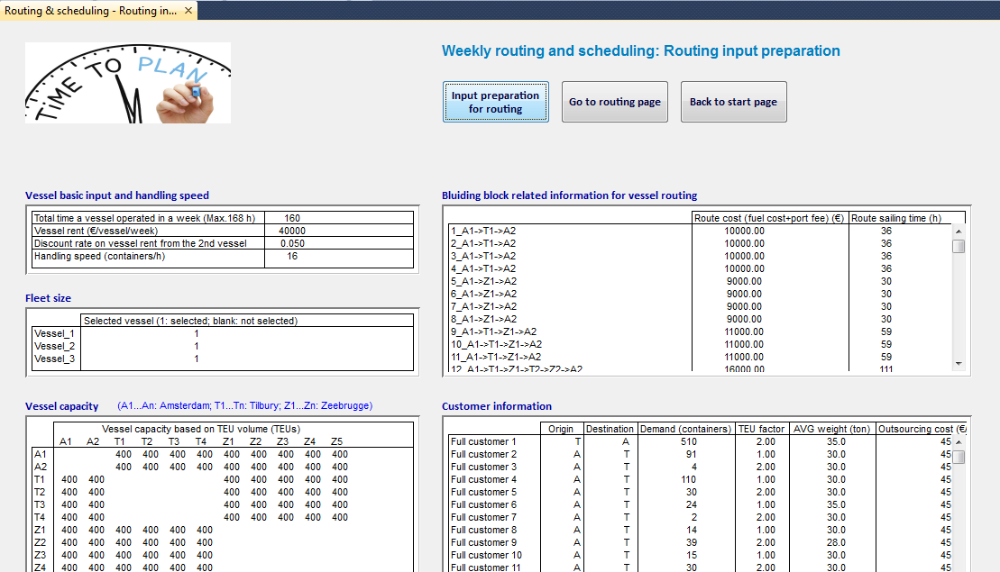 Routing & scheduling - Routing in... ✕
TIME TO PLAN
Weekly routing and scheduling: Routing input preparation
Input preparation
for routing
Go to routing page
Back to start page
Vessel basic input and handling speed
Total time a vessel operated in a week (Max.168 h) 160
Vessel rent (€/vessel/week) 40000
Discount rate on vessel rent from the 2nd vessel 0.050
Handling speed (containers/h) 16
Fleet size
Selected vessel (1: selected; blank: not selected)
Vessel_1 1
Vessel_2 1
Vessel_3 1
Bluiding block related information for vessel routing
Route cost (fuel cost+port fee) (€) Route sailing time (h)
1_A1->T1->A2 10000.00 36
2_A1->T1->A2 10000.00 36
3_A1->T1->A2 10000.00 36
4_A1->T1->A2 10000.00 36
5_A1->Z1->A2 9000.00 30
6_A1->Z1->A2 9000.00 30
7_A1->Z1->A2 9000.00 30
8_A1->Z1->A2 9000.00 30
9_A1->T1->Z1->A2 11000.00 59
10_A1->T1->Z1->A2 11000.00 59
11_A1->T1->Z1->A2 11000.00 59
12_A1->T1->Z1->T2->Z2->A2 16000.00 111
Vessel capacity (A1...An: Amsterdam; T1...Tn: Tilbury; Z1...Zn: Zeebrugge)
Vessel capacity based on TEU volume (TEUs)
A1 A2 T1 T2 T3 T4 Z1 Z2 Z3 Z4 Z5
A1 400 400 400 400 400 400 400 400 400
A2 400 400 400 400 400 400 400 400 400
T1 400 400 400 400 400 400 400
T2 400 400 400 400 400 400 400
T3 400 400 400 400 400 400 400
T4 400 400 400 400 400 400 400
Z1 400 400 400 400 400 400
Z2 400 400 400 400 400 400
Z3 400 400 400 400 400 400
Z4 400 400 400 400 400 400
Customer information
Origin Destination Demand (containers) TEU factor AVG weight (ton) Outsourcing cost (€/
Full customer 1 T A 510 2.00 35.0 45
Full customer 2 A T 91 1.00 30.0 45
Full customer 3 A T 4 2.00 30.0 45
Full customer 4 A T 110 1.00 30.0 45
Full customer 5 A T 30 2.00 30.0 45
Full customer 6 A T 24 1.00 35.0 45
Full customer 7 A T 2 2.00 30.0 45
Full customer 8 A T 14 1.00 30.0 45
Full customer 9 A T 39 2.00 28.0 45
Full customer 10 A T 15 1.00 30.0 45
Full customer 11 A T 30 2.00 30.0 45